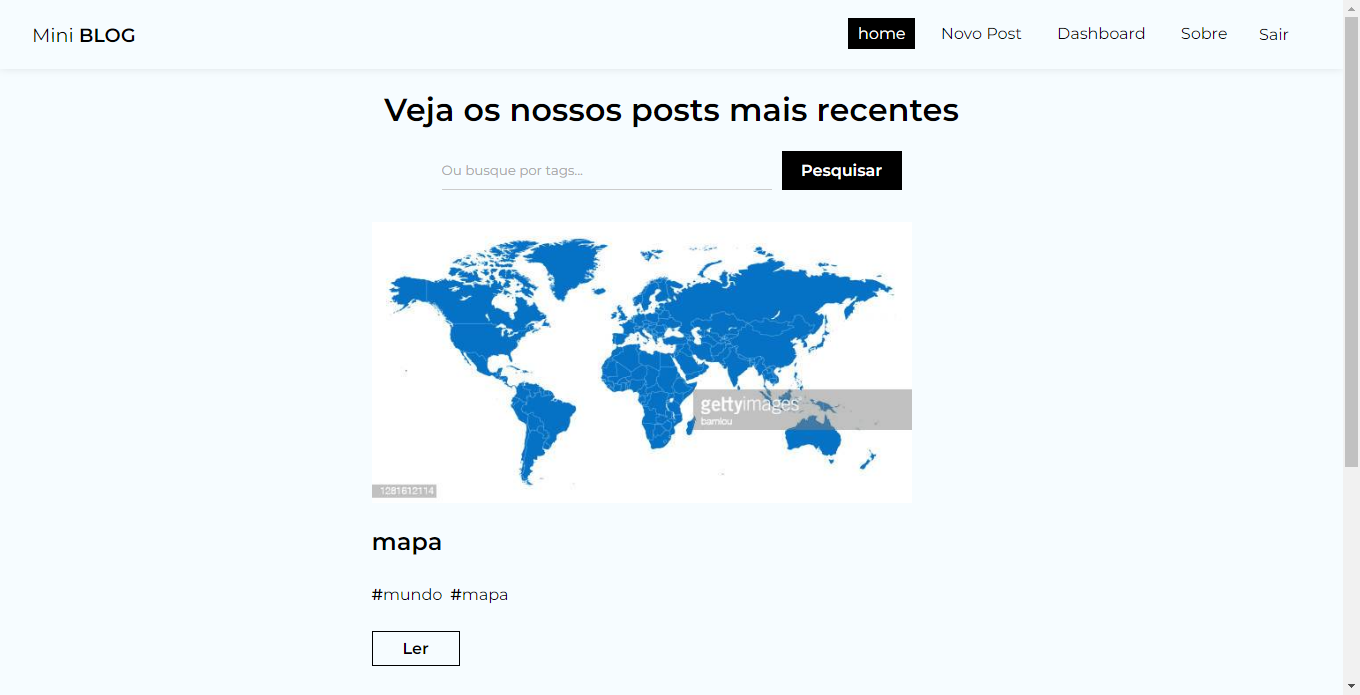 Mini BLOG
home Novo Post Dashboard Sobre Sair
Veja os nossos posts mais recentes
Ou busque por tags...
Pesquisar
gettyimages
bamlou
1281612114
mapa
#mundo #mapa
Ler